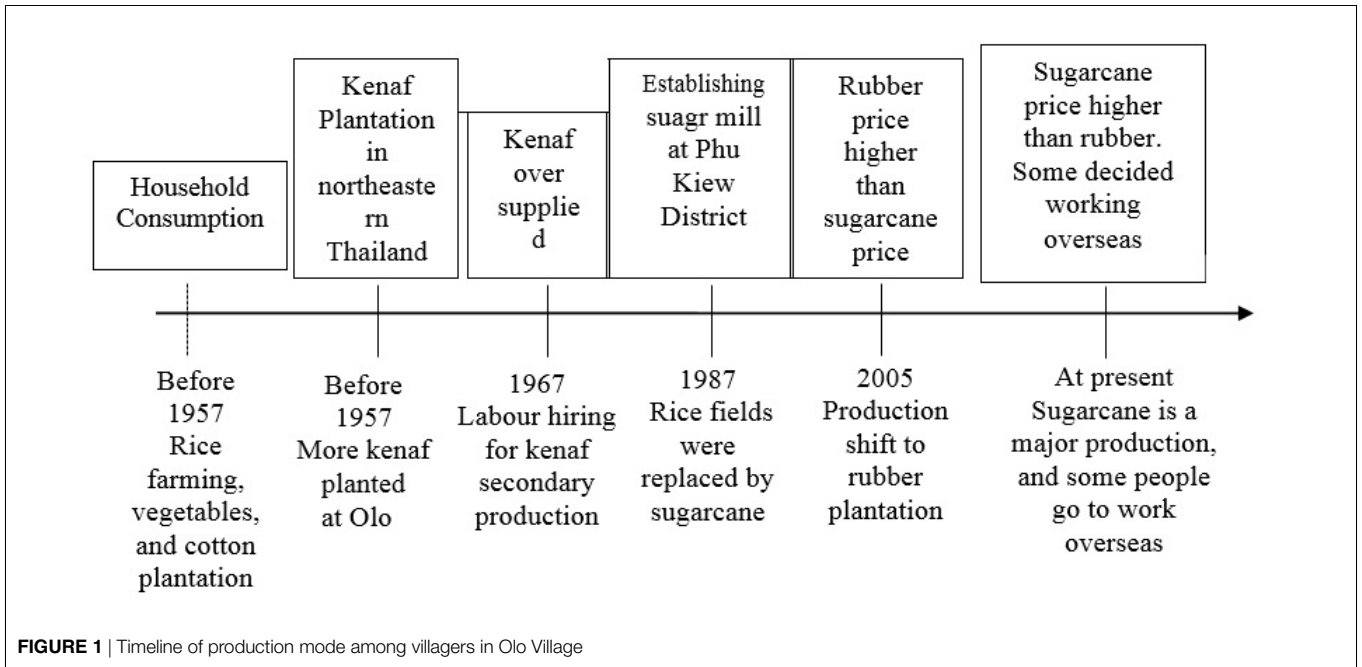 Household
Consumption
Kenaf
Plantation
in
northeaste
rn
Thailand
Kenaf
over
supplie
d
Establishing
suagr mill
at Phu
Kiew
District
Rubber
price
higher
than
sugarcane
price
Sugarcane
price higher
than rubber.
Some decided
working
overseas
Before
1957
Rice
farming,
vegetables,
and cotton
plantation
Before
1957
More kenaf
planted
at Olo
1967
Labour hiring
for kenaf
secondary
production
1987
Rice fields
were
replaced by
sugarcane
2005
Production
shift to
rubber
plantation
At present
Sugarcane is a
major production,
and some people
go to work
overseas
FIGURE 1 | Timeline of production mode among villagers in Olo Village